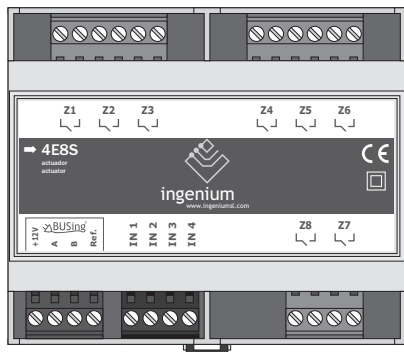 Z1 Z2 Z3 Z4 Z5 Z6
4E8S
actuador
actuator
CE
ingenium
www.ingeniumsl.com
BUSing®
+12V A B Ref.
IN 1 IN 2 IN 3 IN 4
Z8 Z7